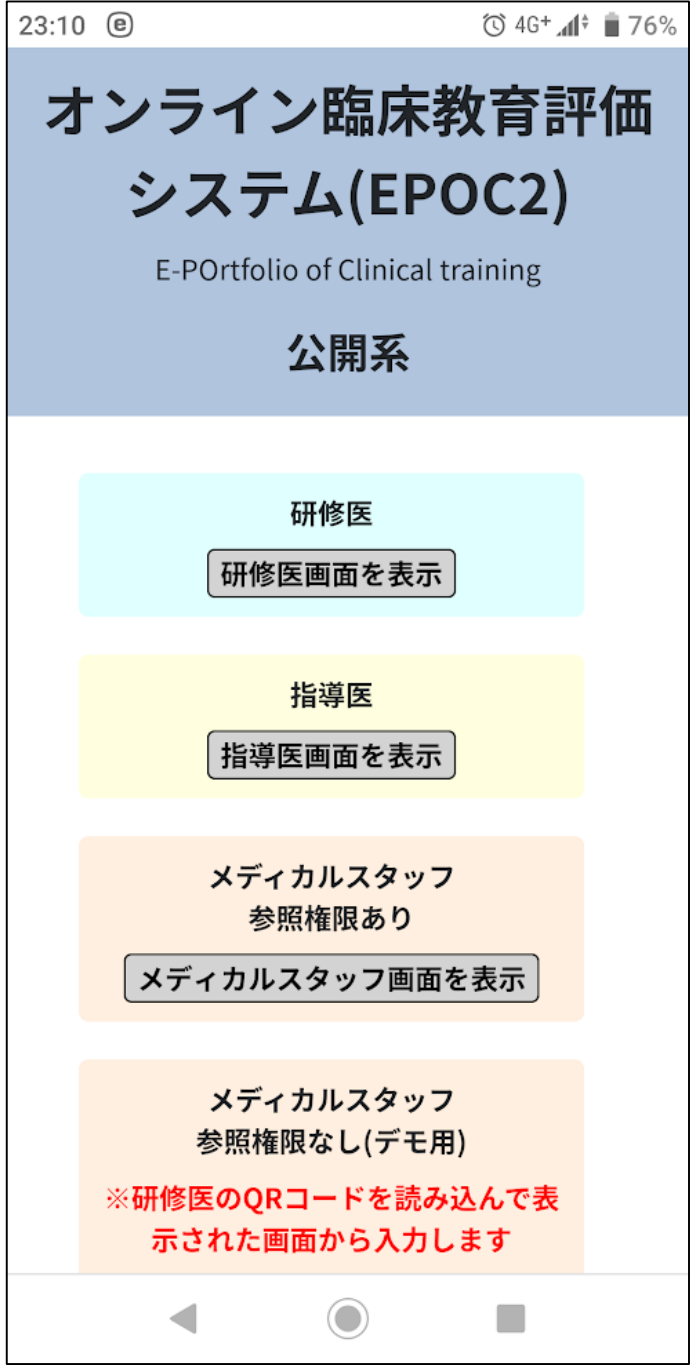 23:10 e 4G+ 76%
オンライン臨床教育評価
システム(EPOC2)
E-POrtfolio of Clinical training
公開系
研修医
研修医画面を表示
指導医
指導医画面を表示
メディカルスタッフ
参照権限あり
メディカルスタッフ画面を表示
メディカルスタッフ
参照権限なし(デモ用)
※研修医のQRコードを読み込んで表
示された画面から入力します